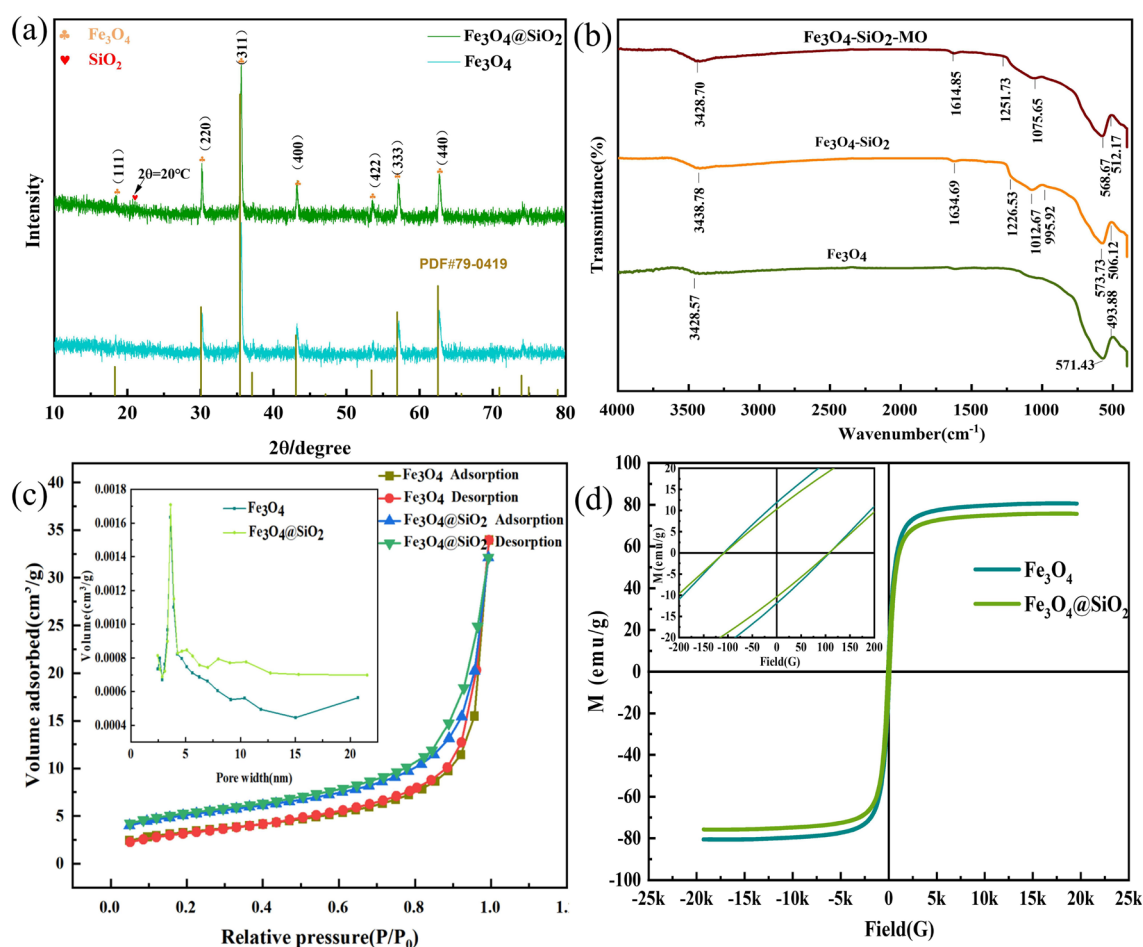 (a)
♣ Fe₃O₄
♥ SiO₂
Fe₃O₄@SiO₂
Fe₃O₄
(111)
2θ=20℃
(220)
(311)
(400)
(422)
(333)
(440)
PDF#79-0419
Intensity
10 20 30 40 50 60 70 80
2θ/degree
(b)
Fe₃O₄-SiO₂-MO
3428.70
1614.85
1251.73
1075.65
568.67
512.17
Fe₃O₄-SiO₂
3438.78
1634.69
1226.53
1012.67
995.92
573.73
506.12
Fe₃O₄
3428.57
571.43
493.88
Transmittance(%)
4000 3500 3000 2500 2000 1500 1000 500
Wavenumber(cm⁻¹)
(c)
Fe₃O₄ Adsorption
Fe₃O₄ Desorption
Fe₃O₄@SiO₂ Adsorption
Fe₃O₄@SiO₂ Desorption
40
35
30
25
20
15
10
5
0
Volume adsorbed(cm³/g)
0.0 0.2 0.4 0.6 0.8 1.0
Relative pressure(P/P₀)
Fe₃O₄
Fe₃O₄@SiO₂
0.0018
0.0016
0.0014
0.0012
0.0010
0.0008
0.0006
0.0004
Volume(cm³/g)
0 5 10 15 20
Pore width(nm)
(d)
100
80
60
40
20
0
-20
-40
-60
-80
-100
M (emu/g)
-25k -20k -15k -10k -5k 0 5k 10k 15k 20k 25k
Field(G)
Fe₃O₄
Fe₃O₄@SiO₂
20
15
10
5
0
-5
-10
-15
-20
M (emu/g)
-200 -160 -120 -80 -40 0 40 80 120 160 200
Field(G)